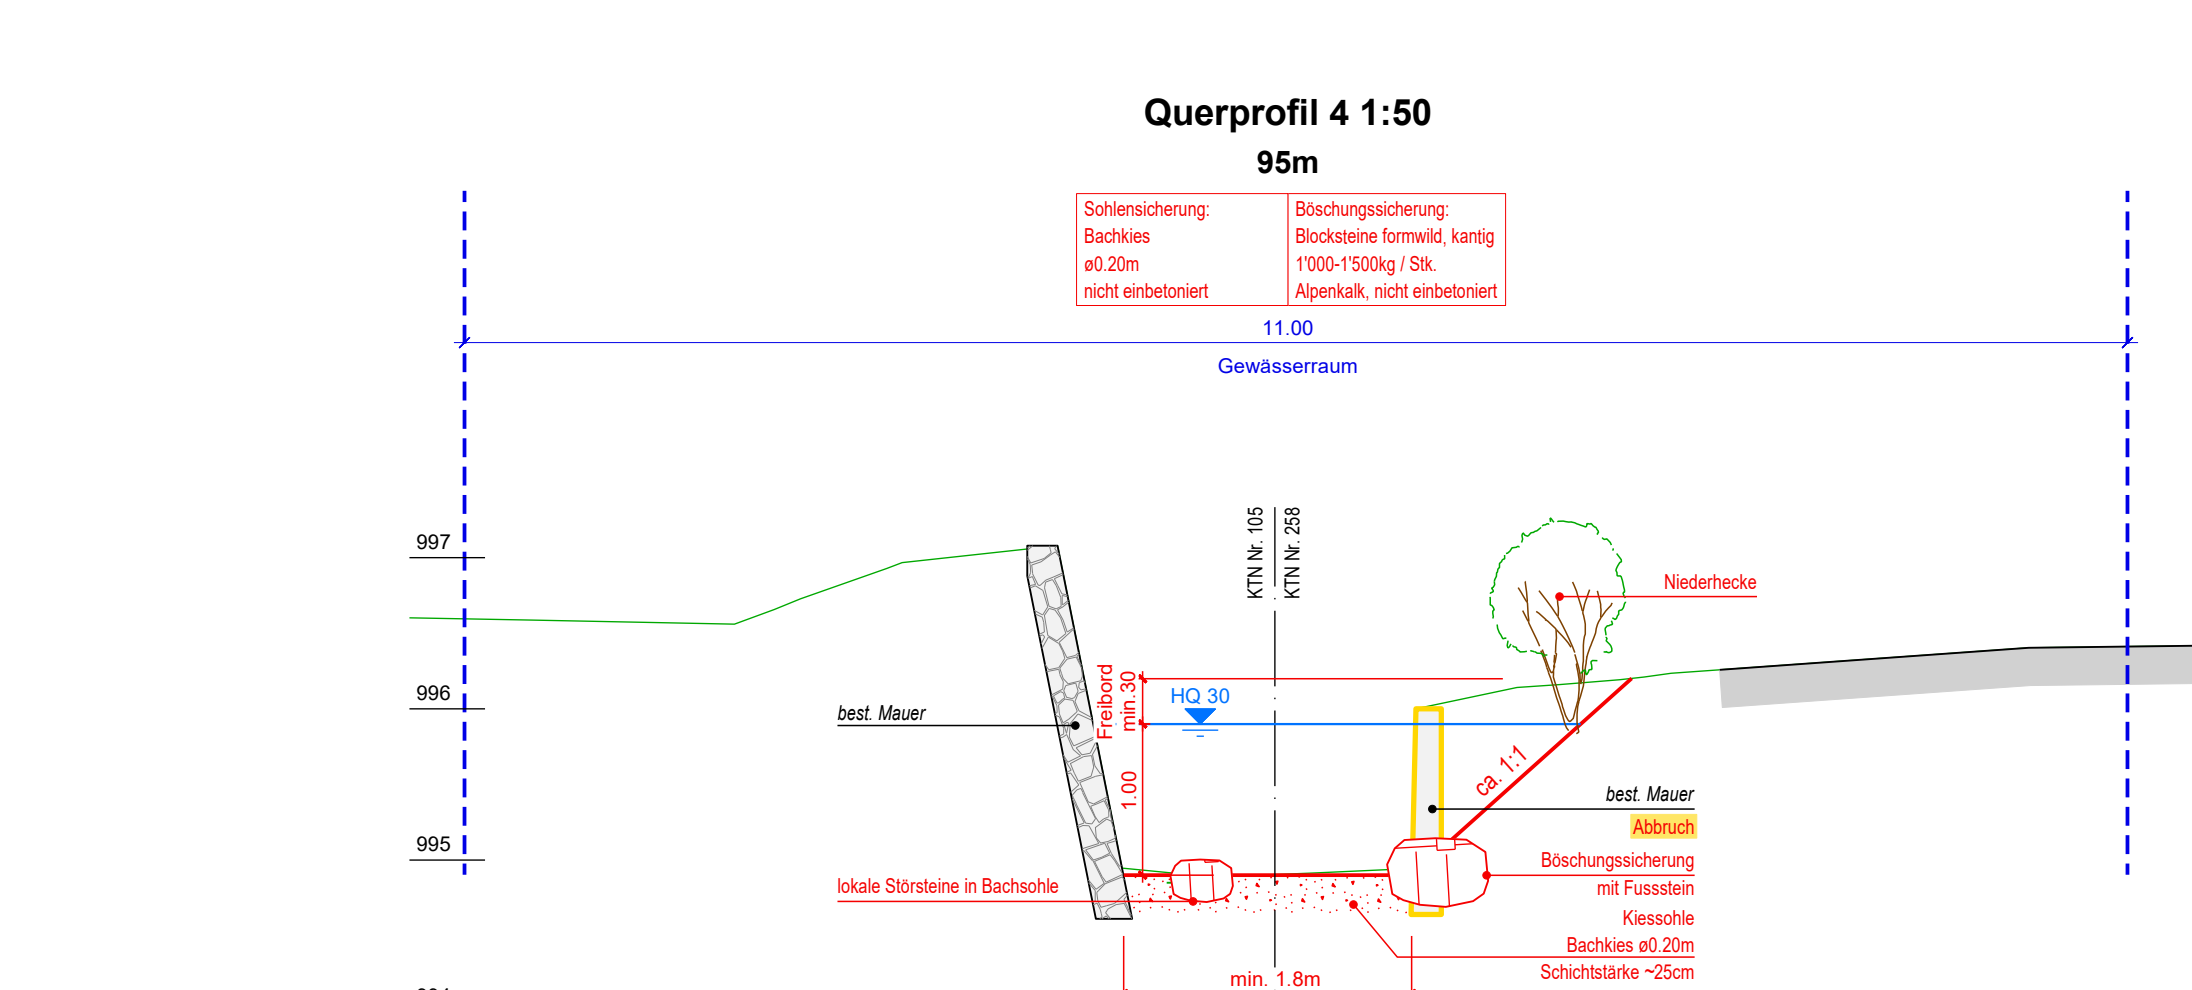 Querprofil 4 1:50
95m
Sohlensicherung:
Bachkies
ø0.20m
nicht einbetoniert
Böschungssicherung:
Blocksteine formwild, kantig
1'000-1'500kg / Stk.
Alpenkalk, nicht einbetoniert
11.00
Gewässerraum
997
996
995
KTN Nr. 105
KTN Nr. 258
Niederhecke
best. Mauer
Freibord
min.30
HQ 30
1.00
ca. 1:1
best. Mauer
Abbruch
lokale Störsteine in Bachsohle
Böschungssicherung
mit Fussstein
Kiessohle
Bachkies ø0.20m
Schichtstärke ~25cm
min. 1.8m